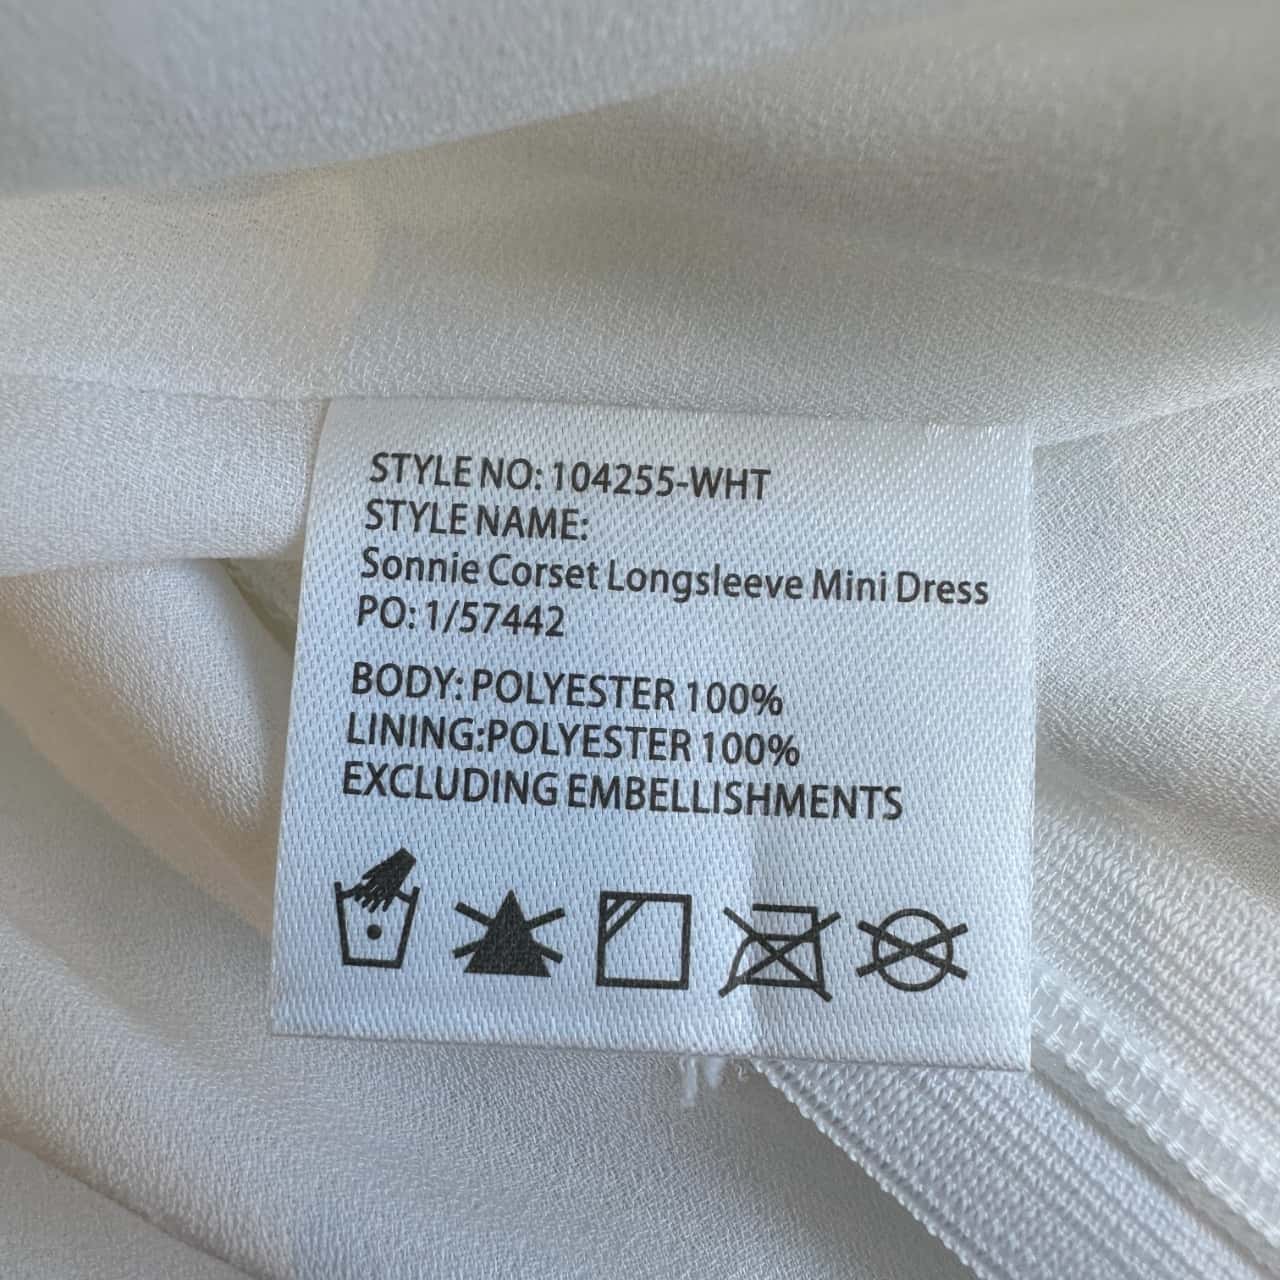 STYLE NO: 104255-WHT
STYLE NAME:
Sonnie Corset Longsleeve Mini Dress
PO: 1/57442
BODY: POLYESTER 100%
LINING:POLYESTER 100%
EXCLUDING EMBELLISHMENTS